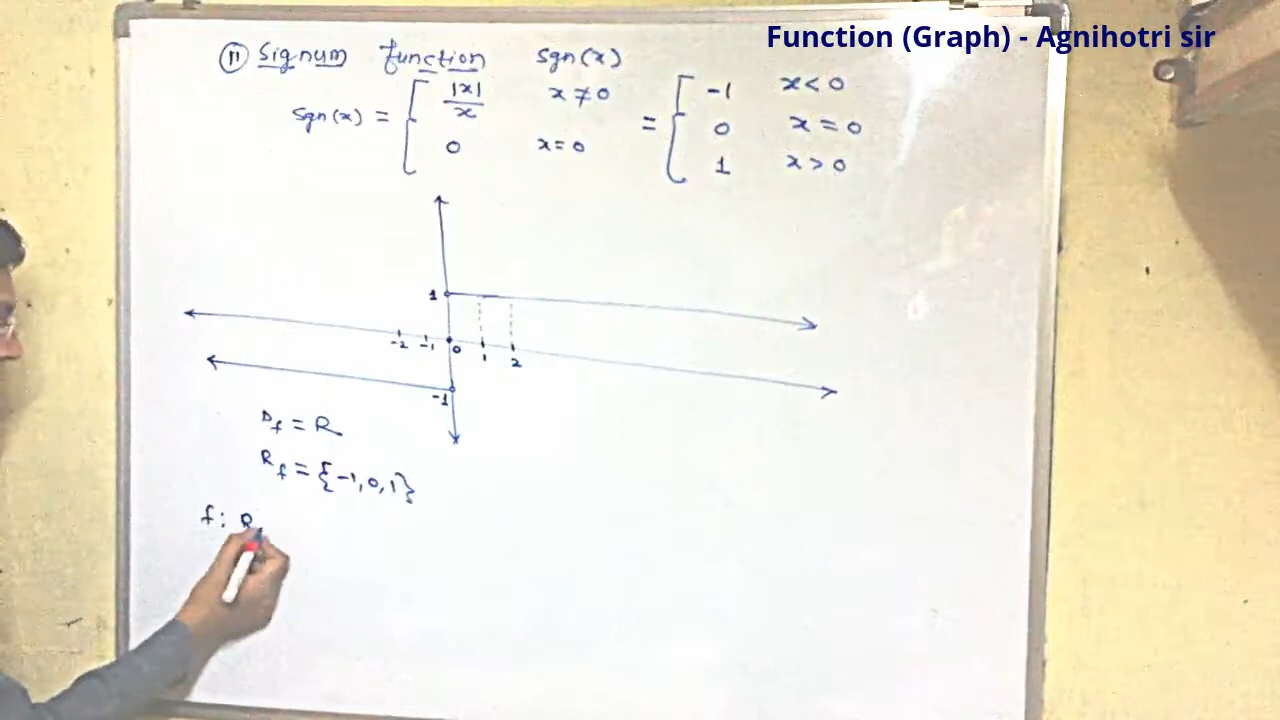 Function (Graph) - Agnihotri sir
(11) Signum function sgn(x)
sgn(x) = { |x|/x x ≠ 0
0 x = 0
= { -1 x < 0
0 x = 0
1 x > 0
1
-2 -1 0 1 2
-1
Df = R
Rf = {-1, 0, 1}
f: R